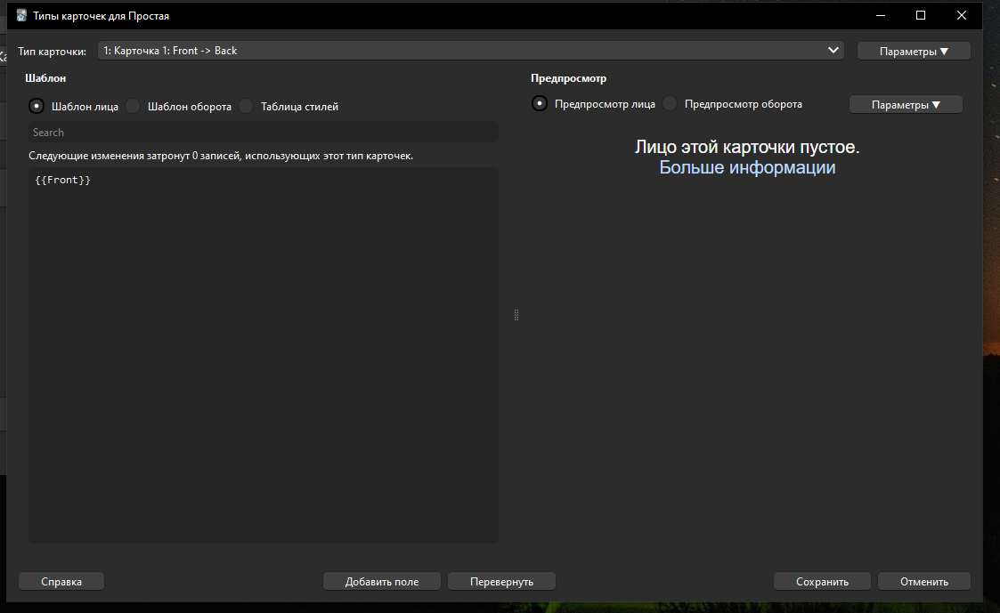 Типы карточек для Простая
Тип карточки: 1: Карточка 1: Front -> Back Параметры ▼
Шаблон
Шаблон лица Шаблон оборота Таблица стилей
Search
Следующие изменения затронут 0 записей, использующих этот тип карточек.
{{Front}}
Предпросмотр
Предпросмотр лица Предпросмотр оборота Параметры ▼
Лицо этой карточки пустое.
Больше информации
Справка Добавить поле Перевернуть Сохранить Отменить